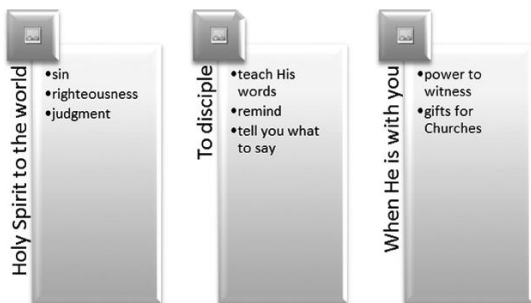 Holy Spirit to the world
•sin
•righteousness
•judgment
To disciple
•teach His
words
•remind
•tell you what
to say
When He is with you
•power to
witness
•gifts for
Churches